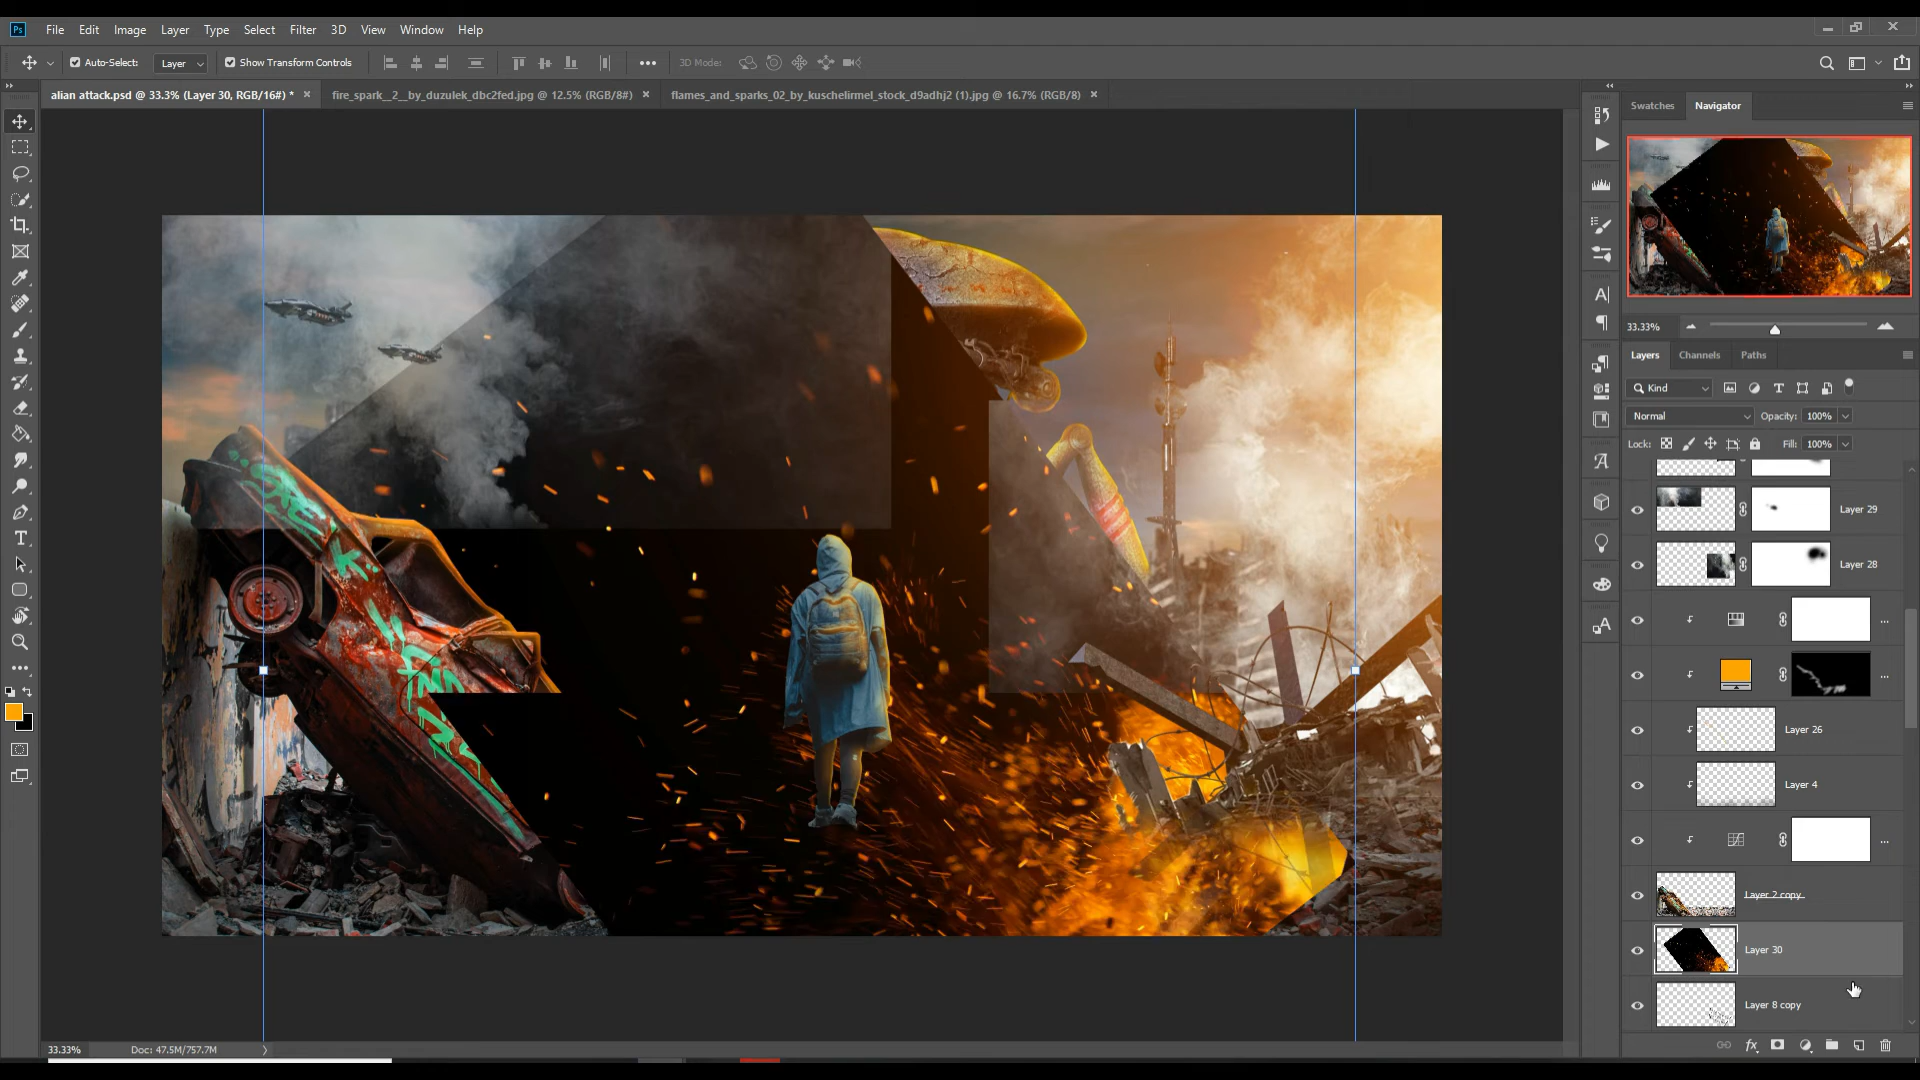 Ps File Edit Image Layer Type Select Filter 3D View Window Help
Auto-Select: Layer Show Transform Controls 3D Mode:
alian attack.psd @ 33.3% (Layer 30, RGB/16#) * × fire_spark__2__by_duzulek_dbc2fed.jpg @ 12.5% (RGB/8#) × flames_and_sparks_02_by_kuschelirmel_stock_d9adhj2 (1).jpg @ 16.7% (RGB/8) ×
Swatches Navigator
33.33%
Layers Channels Paths
Kind
Normal Opacity: 100%
Lock: Fill: 100%
Layer 29
Layer 28
Layer 26
Layer 4
Layer 2 copy
Layer 30
Layer 8 copy
33.33% Doc: 47.5M/757.7M